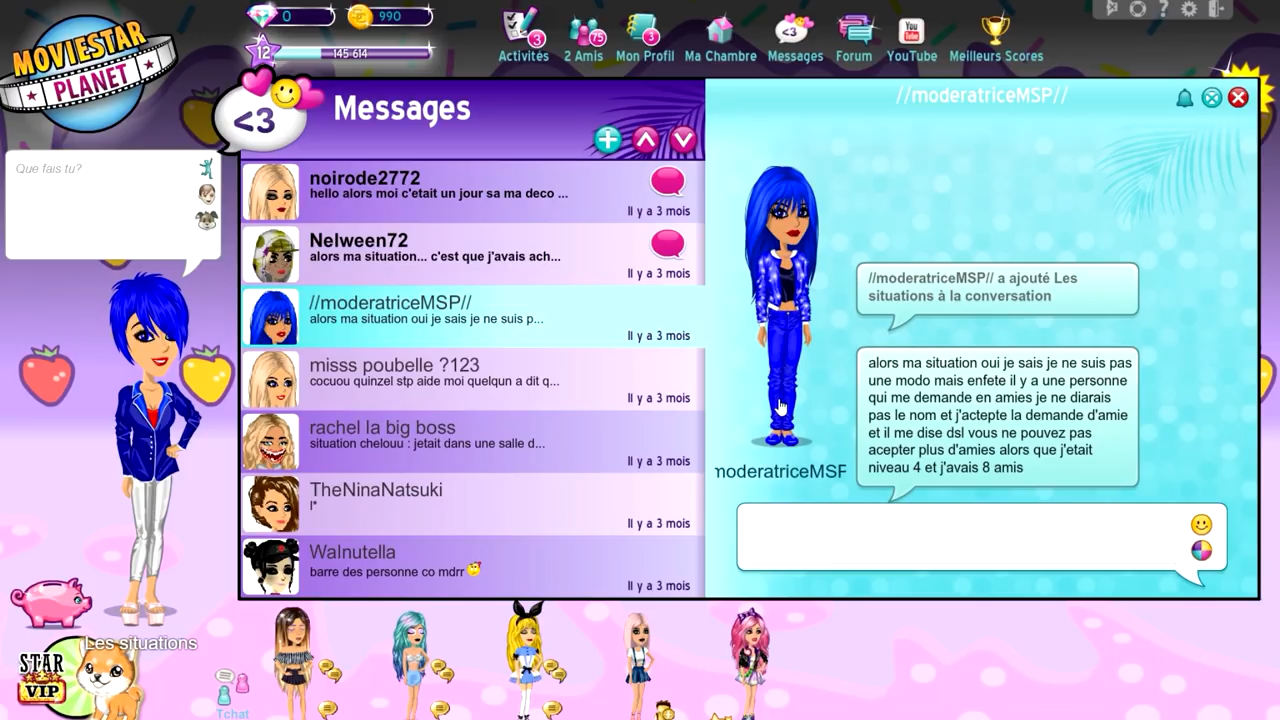 MOVIESTAR
PLANET
0
990
12
145 614
3
75
3
<3
Activités
2 Amis
Mon Profil
Ma Chambre
Messages
Forum
You
Tube
YouTube
Meilleurs Scores
<3
Messages
//moderatriceMSP//
Que fais tu?
noirode2772
hello alors moi c'etait un jour sa ma deco ...
Il y a 3 mois
Nelween72
alors ma situation... c'est que j'avais ach...
Il y a 3 mois
//moderatriceMSP//
alors ma situation oui je sais je ne suis p...
Il y a 3 mois
misss poubelle ?123
cocuou quinzel stp aide moi quelqun a dit q...
Il y a 3 mois
rachel la big boss
situation chelouu : jetait dans une salle d...
Il y a 3 mois
TheNinaNatsuki
l*
Il y a 3 mois
Walnutella
barre des personne co mdrr
Il y a 3 mois
//moderatriceMSP// a ajouté Les
situations à la conversation
alors ma situation oui je sais je ne suis pas
une modo mais enfete il y a une personne
qui me demande en amies je ne diarais
pas le nom et j'actepte la demande d'amie
et il me dise dsl vous ne pouvez pas
acepter plus d'amies alors que j'etait
niveau 4 et j'avais 8 amis
moderatriceMSP
Les situations
STAR
VIP
Tchat